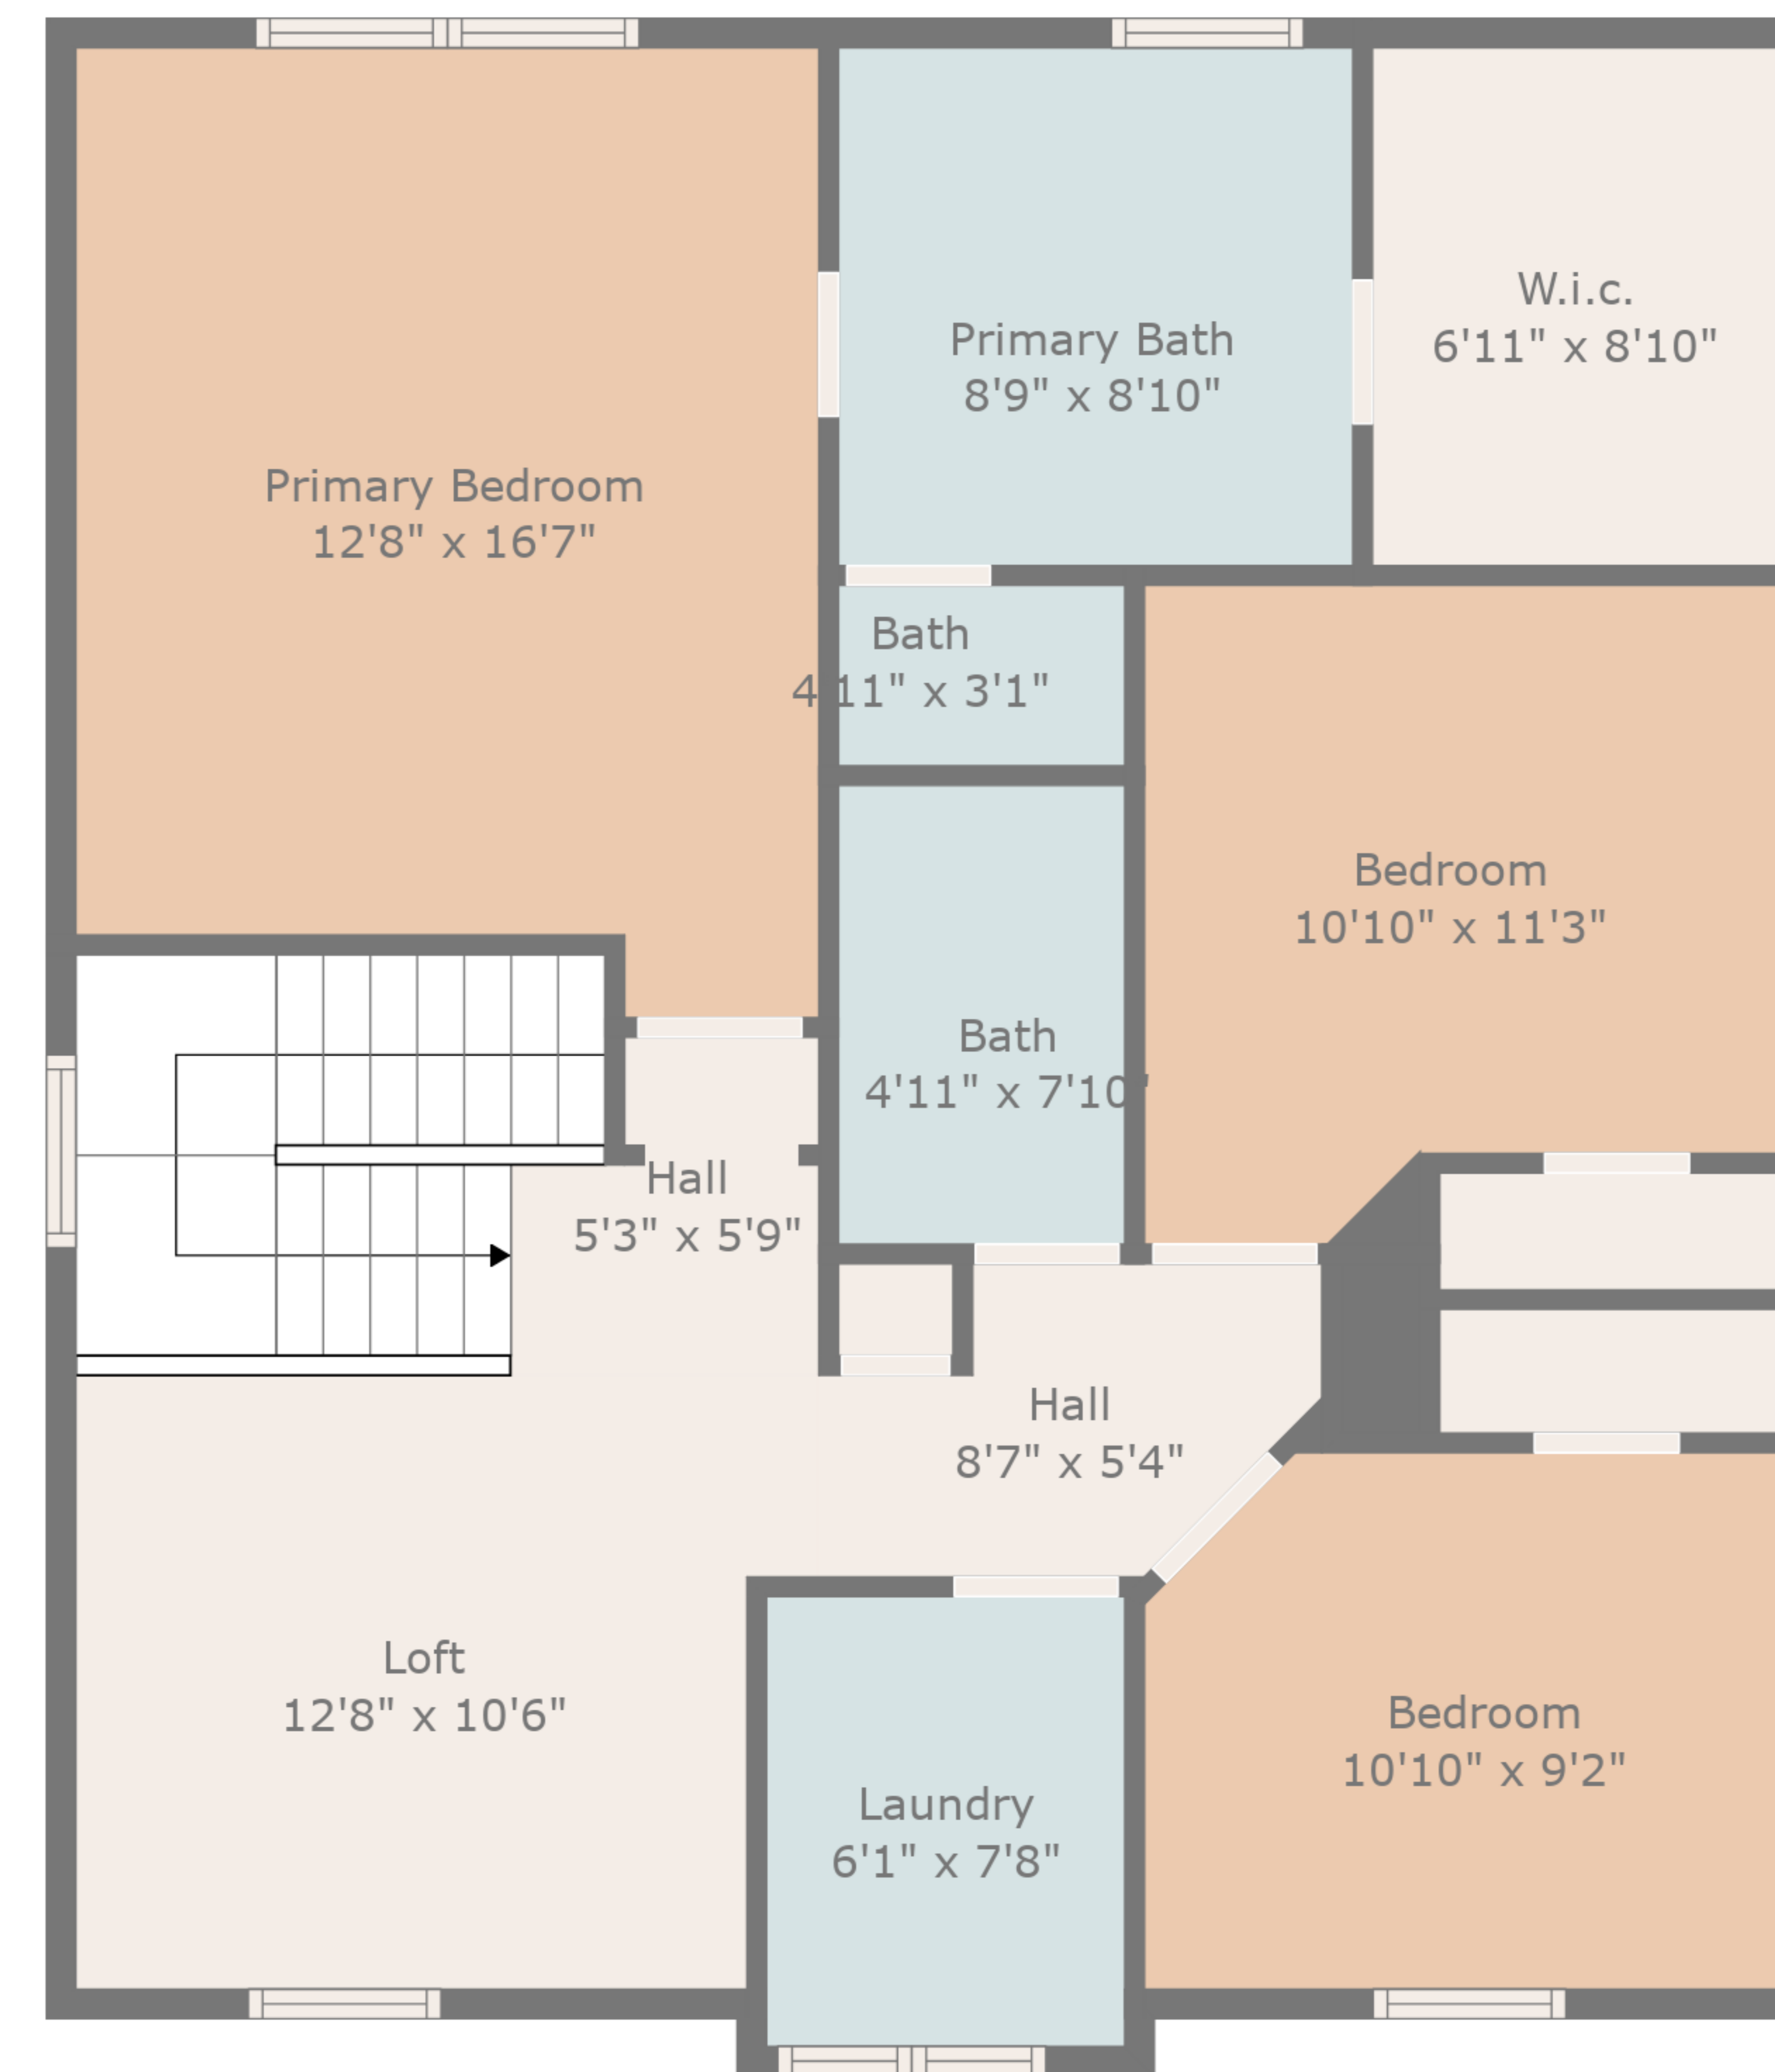 Primary Bedroom
12'8" x 16'7"
Primary Bath
8'9" x 8'10"
W.i.c.
6'11" x 8'10"
Bath
4'11" x 3'1"
Bedroom
10'10" x 11'3"
Bath
4'11" x 7'10"
Hall
5'3" x 5'9"
Hall
8'7" x 5'4"
Loft
12'8" x 10'6"
Laundry
6'1" x 7'8"
Bedroom
10'10" x 9'2"